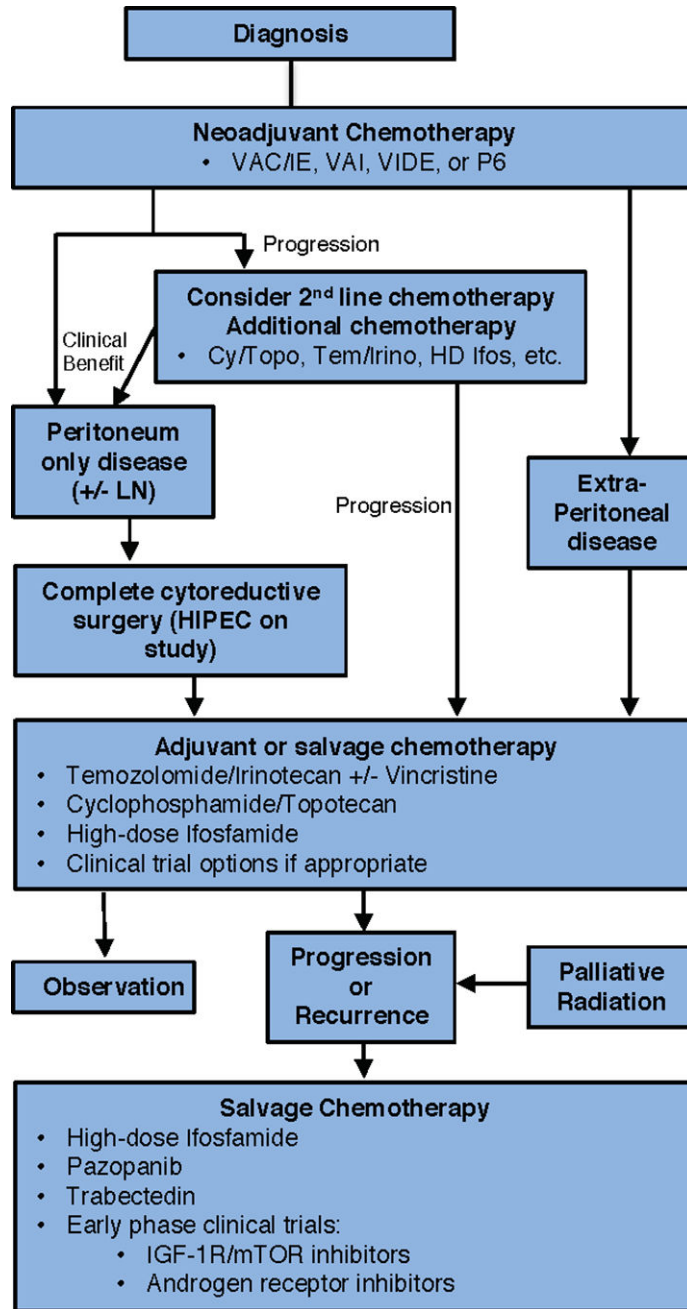 Diagnosis
Neoadjuvant Chemotherapy
• VAC/IE, VAI, VIDE, or P6
Progression
Consider 2nd line chemotherapy
Additional chemotherapy
• Cy/Topo, Tem/Irino, HD Ifos, etc.
Clinical
Benefit
Peritoneum
only disease
(+/- LN)
Progression
Extra-
Peritoneal
disease
Complete cytoreductive
surgery (HIPEC on
study)
Adjuvant or salvage chemotherapy
• Temozolomide/Irinotecan +/- Vincristine
• Cyclophosphamide/Topotecan
• High-dose Ifosfamide
• Clinical trial options if appropriate
Observation
Progression
or
Recurrence
Palliative
Radiation
Salvage Chemotherapy
• High-dose Ifosfamide
• Pazopanib
• Trabectedin
• Early phase clinical trials:
• IGF-1R/mTOR inhibitors
• Androgen receptor inhibitors